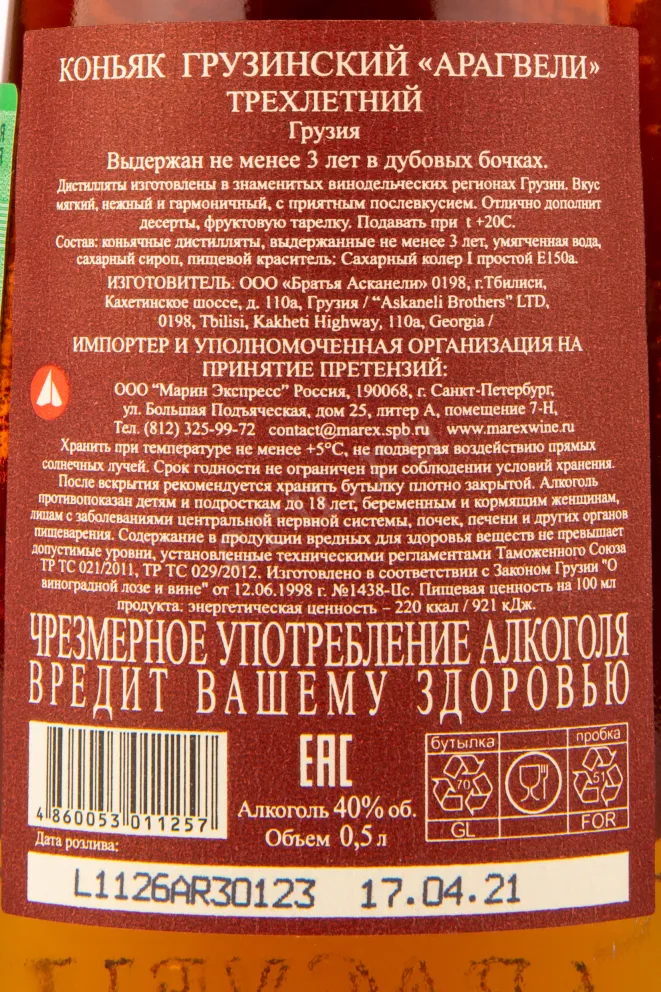 КОНЬЯК ГРУЗИНСКИЙ «АРАГВЕЛИ»
ТРЕХЛЕТНИЙ
Грузия
Выдержан не менее 3 лет в дубовых бочках.
Дистилляты изготовлены в знаменитых винодельческих регионах Грузии. Вкус
мягкий, нежный и гармоничный, с приятным послевкусием. Отлично дополнит
десерты, фруктовую тарелку. Подавать при t +20С.
Состав: коньячные дистилляты, выдержанные не менее 3 лет, умягченная вода,
сахарный сироп, пищевой краситель: Сахарный колер I простой Е150а.
ИЗГОТОВИТЕЛЬ. ООО «Братья Асканели» 0198, г.Тбилиси,
Кахетинское шоссе, д. 110а, Грузия / “Askaneli Brothers” LTD,
0198, Tbilisi, Kakheti Highway, 110a, Georgia /
ИМПОРТЕР И УПОЛНОМОЧЕННАЯ ОРГАНИЗАЦИЯ НА
ПРИНЯТИЕ ПРЕТЕНЗИЙ:
ООО “Марин Экспресс” Россия, 190068, г. Санкт-Петербург,
ул. Большая Подъяческая, дом 25, литер А, помещение 7-Н,
Тел. (812) 325-99-72 contact@marex.spb.ru www.marexwine.ru
Хранить при температуре не менее +5°С, не подвергая воздействию прямых
солнечных лучей. Срок годности не ограничен при соблюдении условий хранения.
После вскрытия рекомендуется хранить бутылку плотно закрытой. Алкоголь
противопоказан детям и подросткам до 18 лет, беременным и кормящим женщинам,
лицам с заболеваниями центральной нервной системы, почек, печени и других органов
пищеварения. Содержание в продукции вредных для здоровья веществ не превышает
допустимые уровни, установленные техническими регламентами Таможенного Союза
ТР ТС 021/2011, ТР ТС 029/2012. Изготовлено в соответствии с Законом Грузии "О
виноградной лозе и вине" от 12.06.1998 г. №1438-IIс. Пищевая ценность на 100 мл
продукта: энергетическая ценность – 220 ккал / 921 кДж.
ЧРЕЗМЕРНОЕ УПОТРЕБЛЕНИЕ АЛКОГОЛЯ
ВРЕДИТ ВАШЕМУ ЗДОРОВЬЮ
4 860053 011257
EAC
Алкоголь 40% об.
Объем 0,5 л
бутылка
пробка
70
51
GL
FOR
Дата розлива:
L1126AR30123 17.04.21